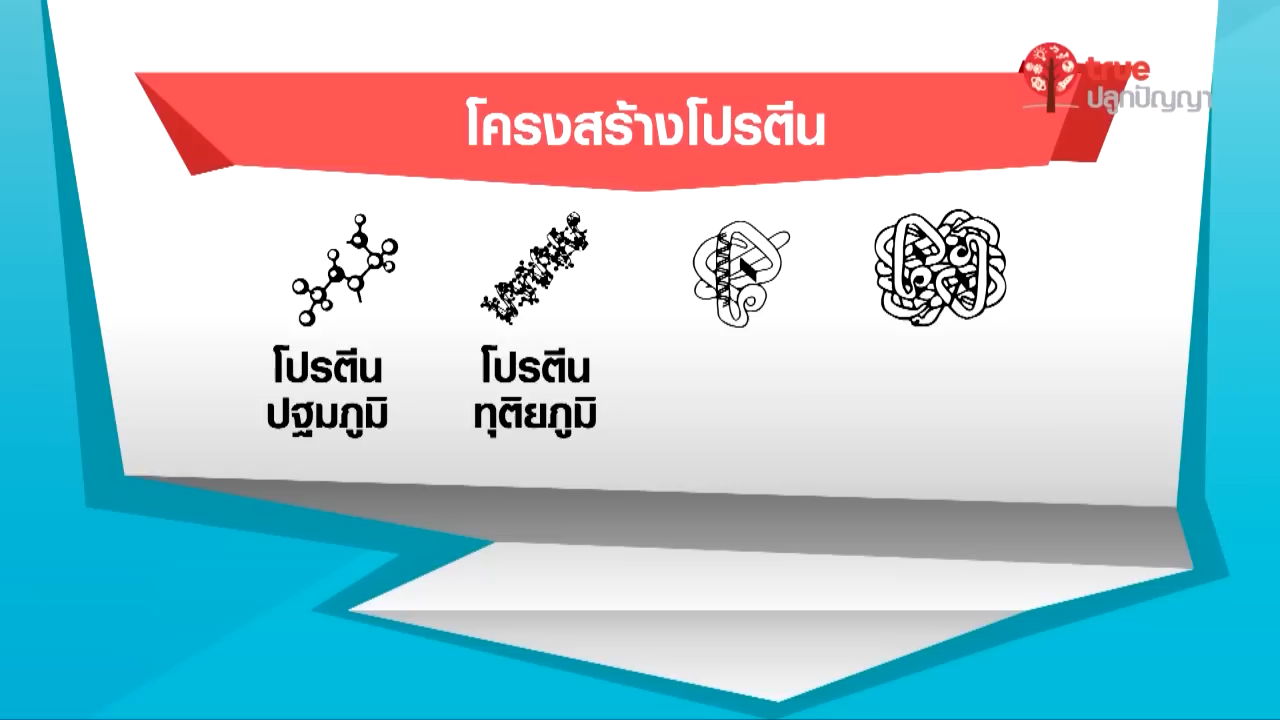 true
ปลูกปัญญา
โครงสร้างโปรตีน
โปรตีน
ปฐมภูมิ
โปรตีน
ทุติยภูมิ